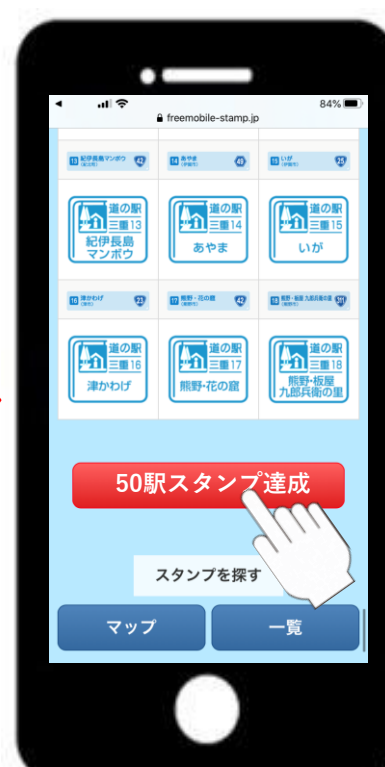 84%
freemobile-stamp.jp
13 紀伊長島マンボウ 42
14 あやま
15 いが 25
道の駅
三重13
紀伊長島
マンボウ
道の駅
三重14
あやま
道の駅
三重15
いが
16 津かわげ 23
17 熊野・花の窟 42
18 熊野・板屋 九郎兵衛の里 311
道の駅
三重16
津かわげ
道の駅
三重17
熊野・花の窟
道の駅
三重18
熊野・板屋
九郎兵衛の里
50駅スタンプ達成
スタンプを探す
マップ
一覧